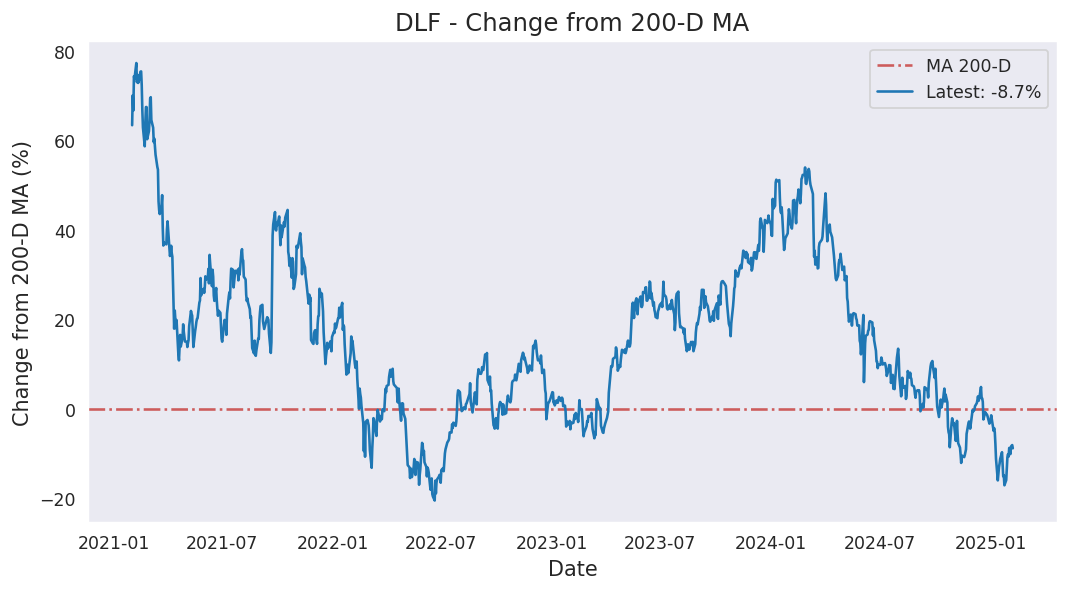 DLF - Change from 200-D MA
MA 200-D
Latest: -8.7%
Change from 200-D MA (%)
80
60
40
20
0
−20
2021-01 2021-07 2022-01 2022-07 2023-01 2023-07 2024-01 2024-07 2025-01
Date